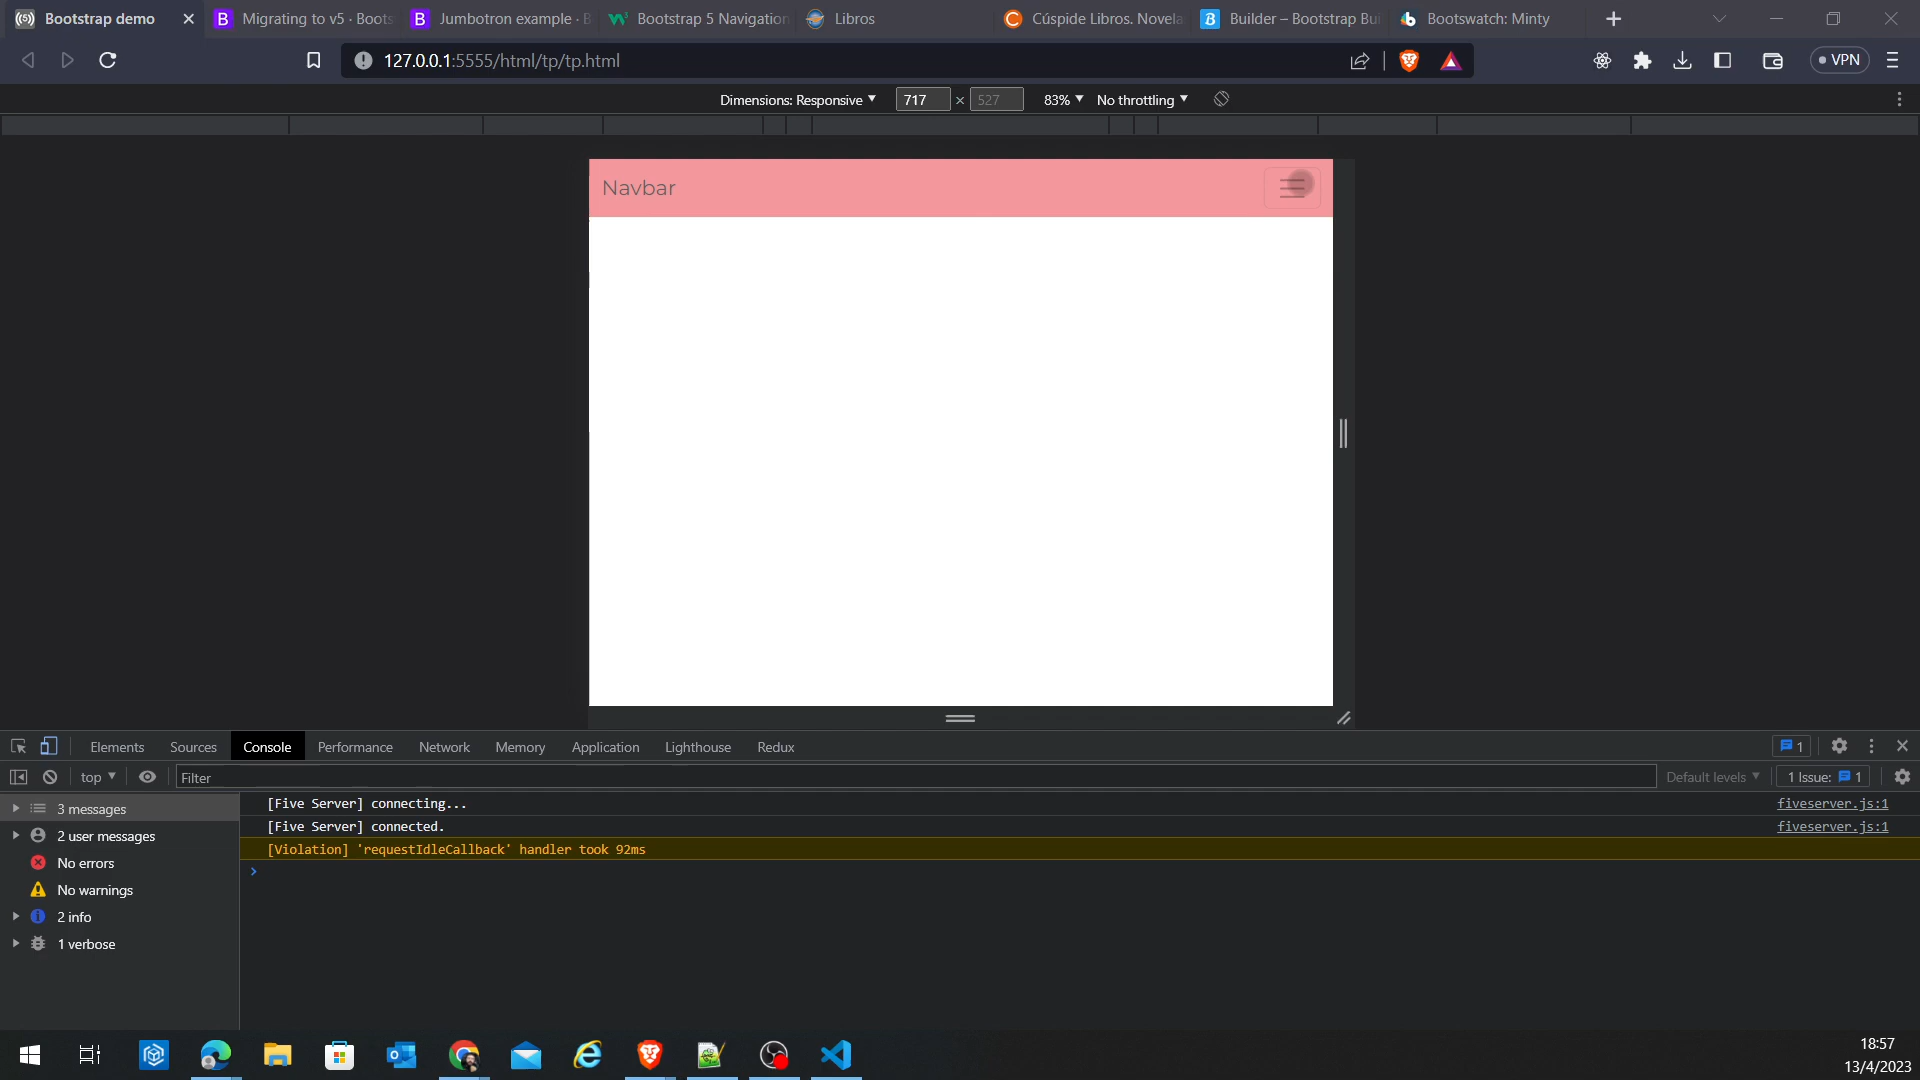 Bootstrap demo
Migrating to v5 · Boots
Jumbotron example · B
Bootstrap 5 Navigation
Libros
Cúspide Libros. Novela
Builder – Bootstrap Bui
Bootswatch: Minty
127.0.0.1:5555/html/tp/tp.html
VPN
Dimensions: Responsive
717 × 527
83%
No throttling
Navbar
Elements
Sources
Console
Performance
Network
Memory
Application
Lighthouse
Redux
1
top
Filter
Default levels
1 Issue: 1
3 messages
2 user messages
No errors
No warnings
2 info
1 verbose
[Five Server] connecting... fiveserver.js:1
[Five Server] connected. fiveserver.js:1
[Violation] 'requestIdleCallback' handler took 92ms
18:57
13/4/2023